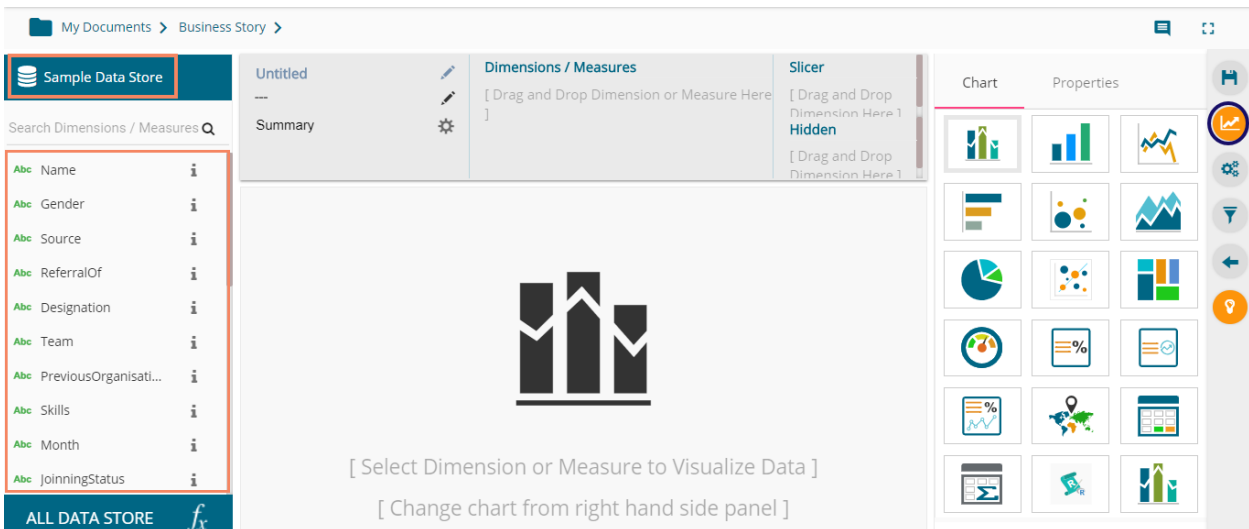 My Documents > Business Story >
Sample Data Store
Search Dimensions / Measures
Abc Name i
Abc Gender i
Abc Source i
Abc ReferralOf i
Abc Designation i
Abc Team i
Abc PreviousOrganisati... i
Abc Skills i
Abc Month i
Abc JoinningStatus i
ALL DATA STORE fx
Untitled
---
Summary
Dimensions / Measures
[ Drag and Drop Dimension or Measure Here
]
Slicer
[ Drag and Drop
Dimension Here ]
Hidden
[ Drag and Drop
Dimension Here ]
[ Select Dimension or Measure to Visualize Data ]
[ Change chart from right hand side panel ]
Chart Properties
%
%
Σ
R
R